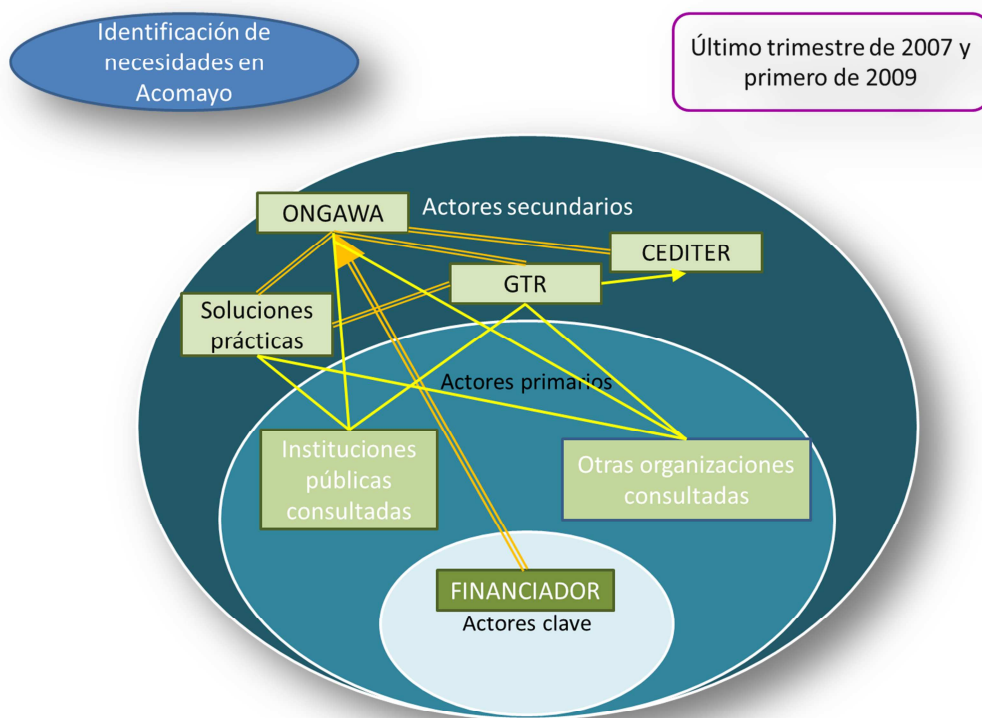 Identificación de
necesidades en
Acomayo
Último trimestre de 2007 y
primero de 2009
ONGAWA
Actores secundarios
CEDITER
GTR
Soluciones
prácticas
Actores primarios
Instituciones
públicas
consultadas
Otras organizaciones
consultadas
FINANCIADOR
Actores clave